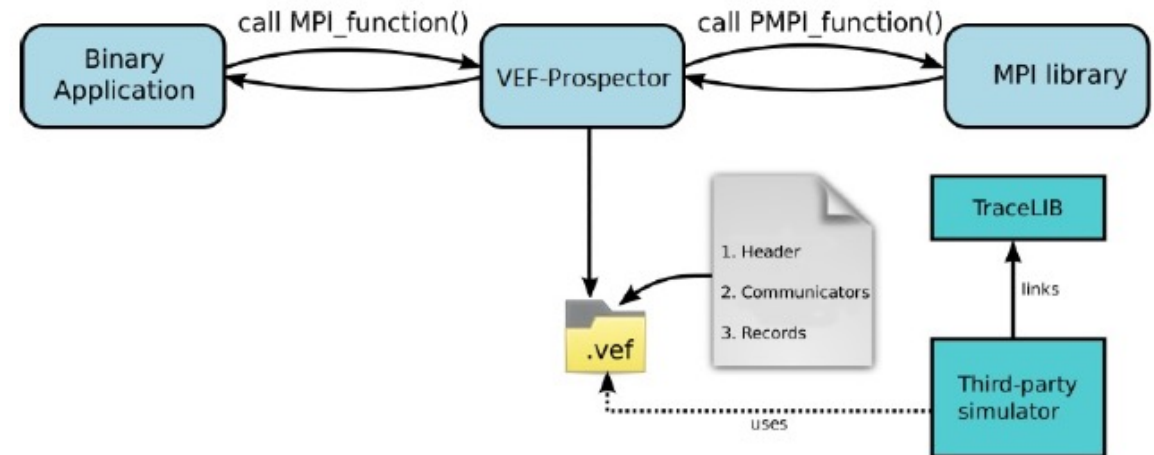 call MPI_function()
call PMPI_function()
Binary
Application
VEF-Prospector
MPI library
TraceLIB
1. Header
2. Communicators
3. Records
links
.vef
Third-party
simulator
uses